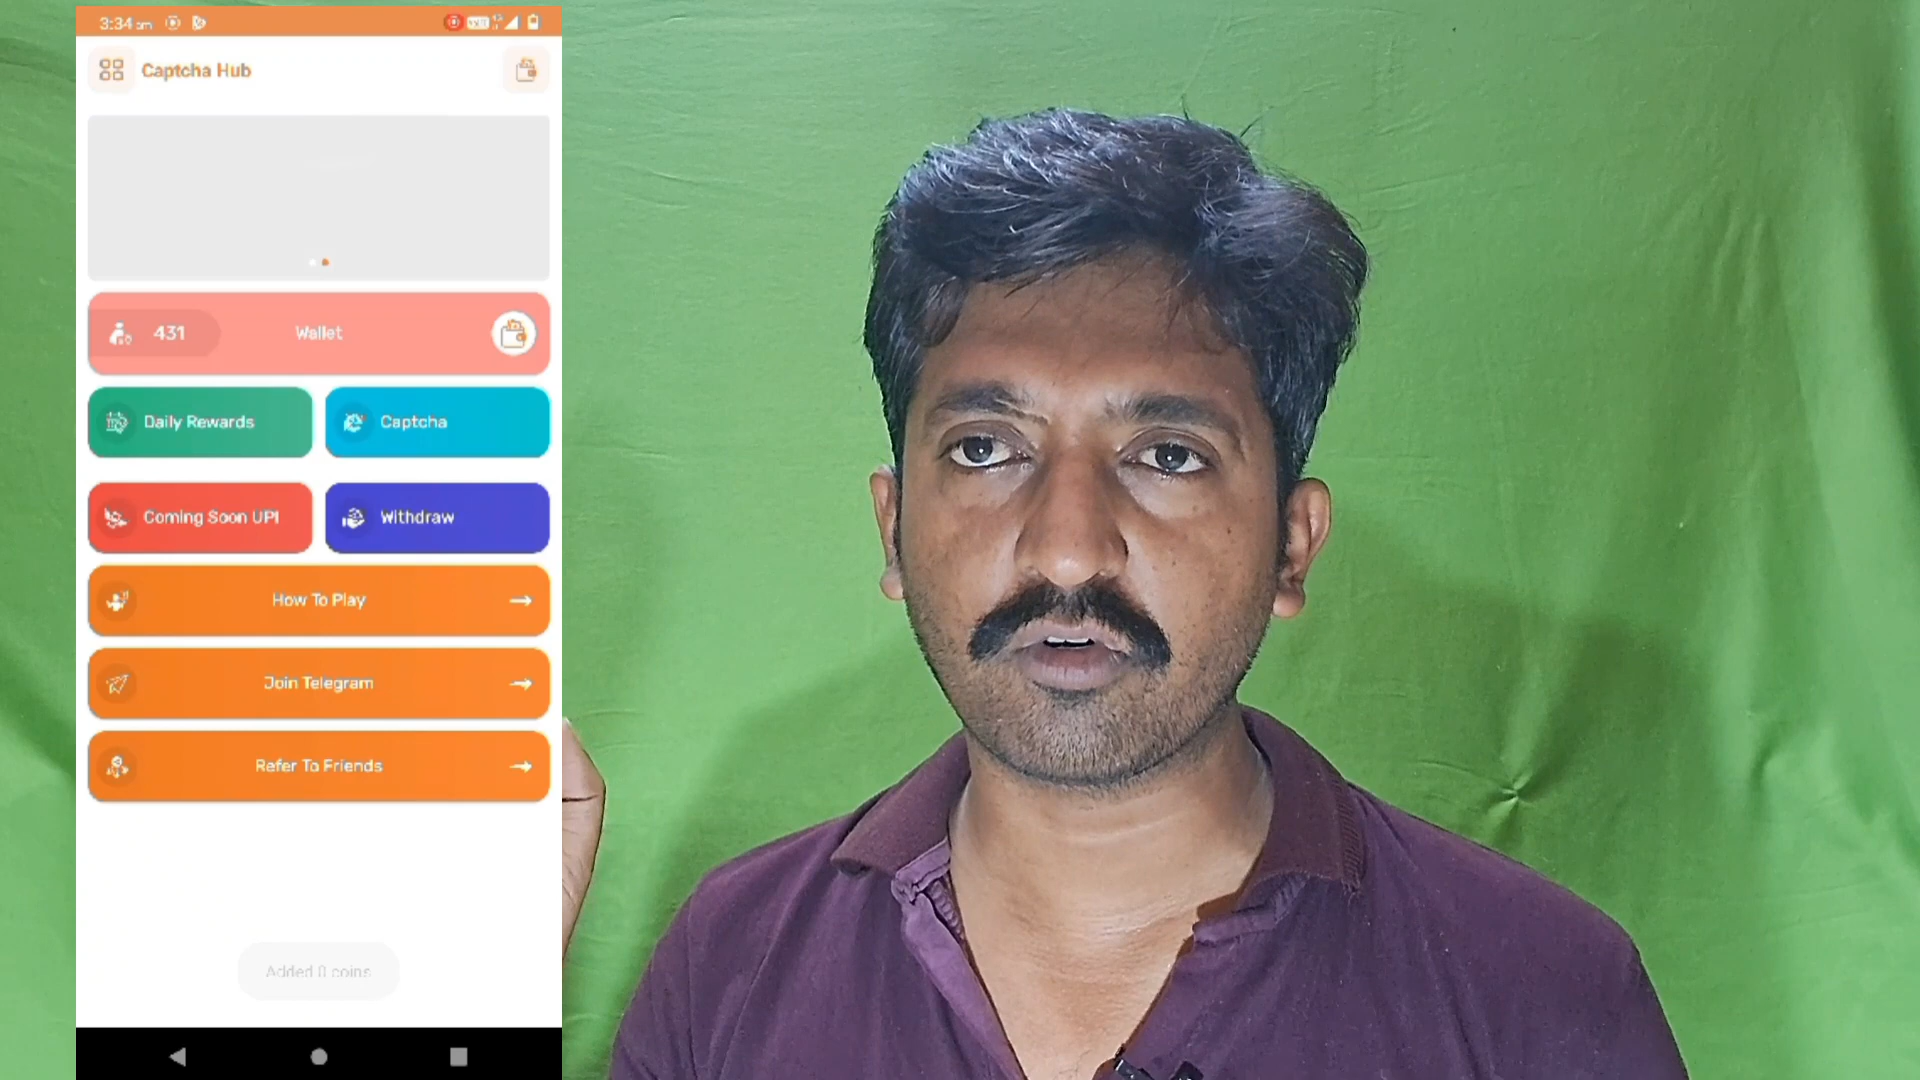 3:34 am
Captcha Hub
431 Wallet
Daily Rewards
Captcha
Coming Soon UPI
Withdraw
How To Play
Join Telegram
Refer To Friends
Added 0 coins